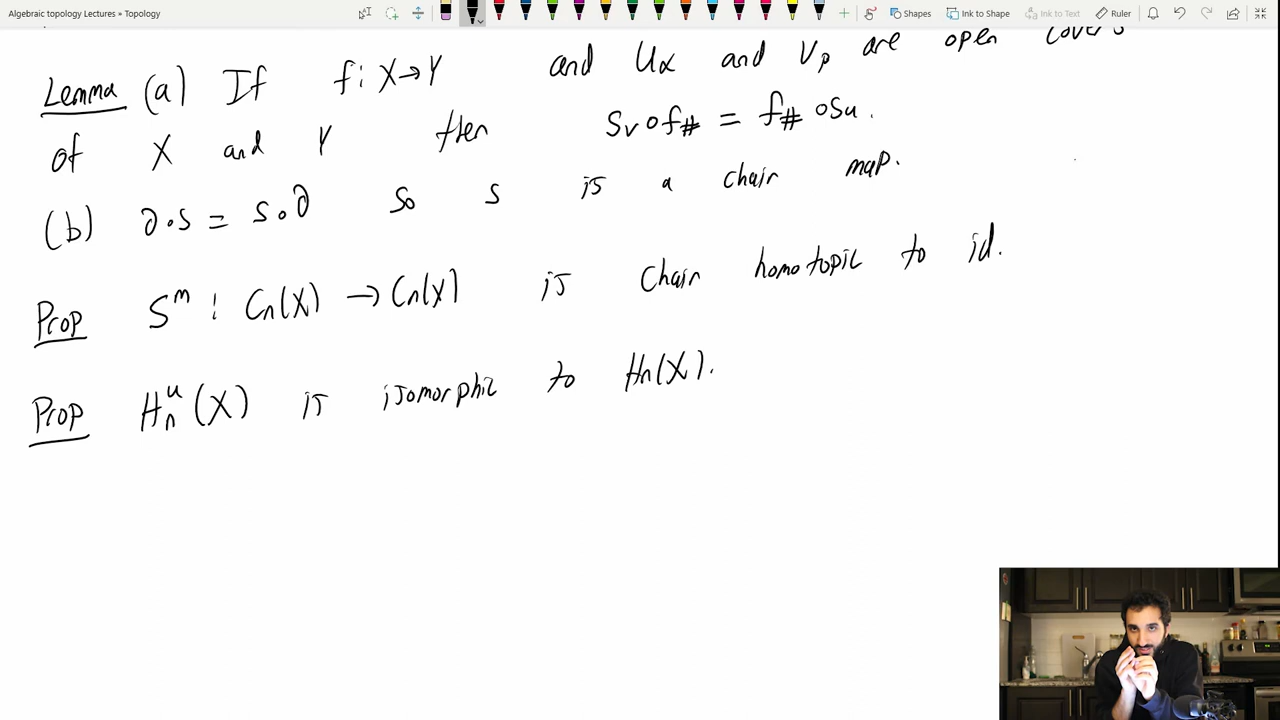 Algebraic topology Lectures » Topology
Shapes Ink to Shape Ink to Text Ruler
Lemma (a) If f: X→Y and Uα and Vβ are open covers
of X and Y then Sv∘f# = f#∘Su.
(b) ∂∘S = S∘∂ so S is a chain map.
Prop S^m : Cn(X) → Cn(X) is Chain homotopic to id.
Prop H_n^u(X) is isomorphic to Hn(X).